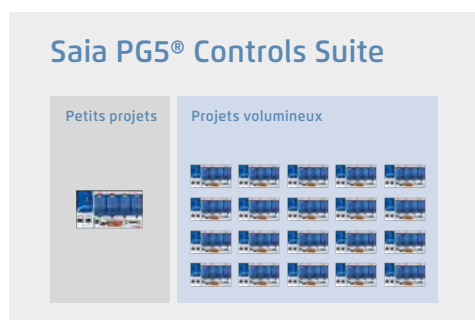 Saia PG5® Controls Suite
Petits projets
Projets volumineux